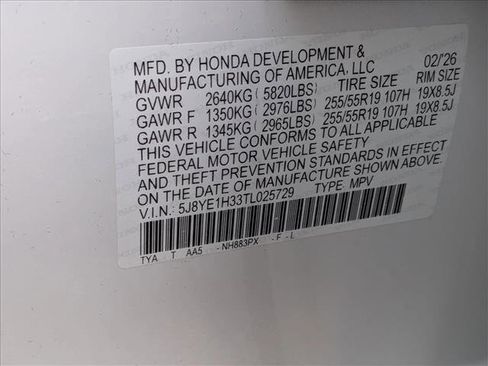 MFD. BY HONDA DEVELOPMENT & 02/'26
MANUFACTURING OF AMERICA, LLC TIRE SIZE RIM SIZE
GVWR 2640KG ( 5820LBS)
GAWR F 1350KG ( 2976LBS) 255/55R19 107H 19X8.5J
GAWR R 1345KG ( 2965LBS) 255/55R19 107H 19X8.5J
THIS VEHICLE CONFORMS TO ALL APPLICABLE
FEDERAL MOTOR VEHICLE SAFETY
AND THEFT PREVENTION STANDARDS IN EFFECT
ON THE DATE OF MANUFACTURE SHOWN ABOVE.
V.I.N.: 5J8YE1H33TL025729 TYPE: MPV
TYA T AA5 - NH883PX - F - L